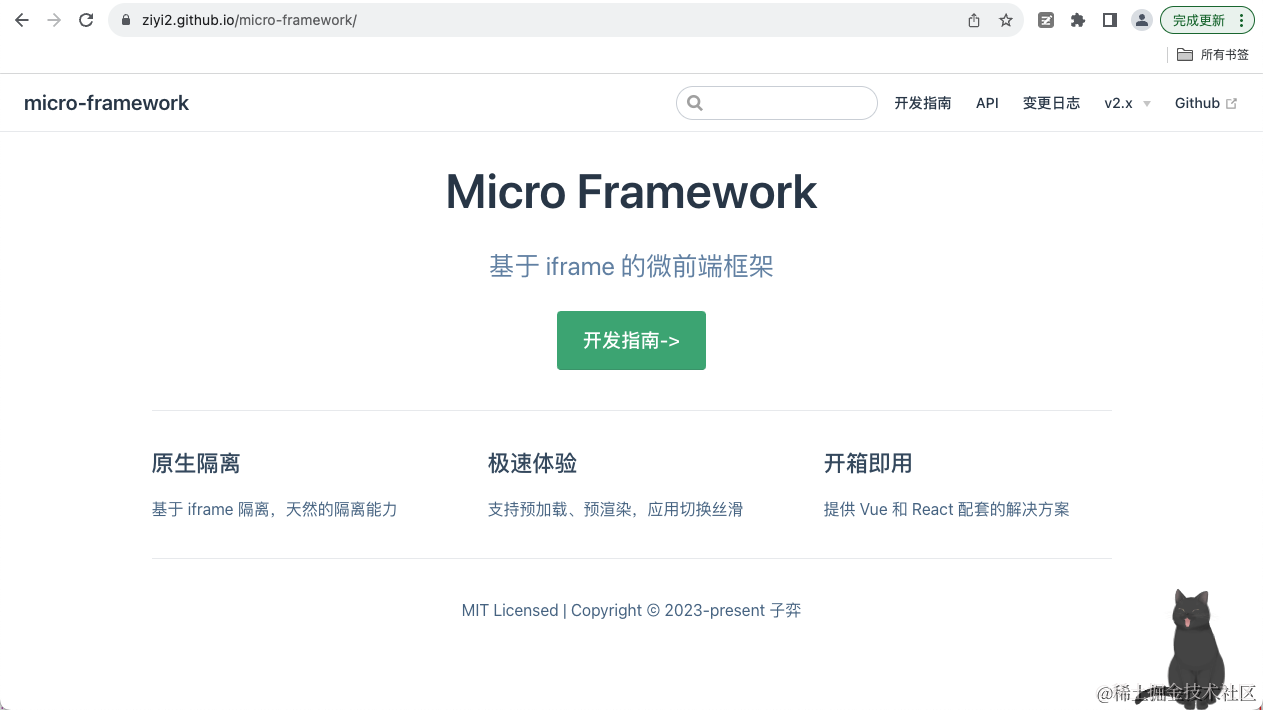 ziyi2.github.io/micro-framework/
完成更新
所有书签
micro-framework
开发指南 API 变更日志 v2.x Github
Micro Framework
基于 iframe 的微前端框架
开发指南->
原生隔离 极速体验 开箱即用
基于 iframe 隔离，天然的隔离能力 支持预加载、预渲染，应用切换丝滑 提供 Vue 和 React 配套的解决方案
MIT Licensed | Copyright © 2023-present 子弈
@稀土掘金技术社区